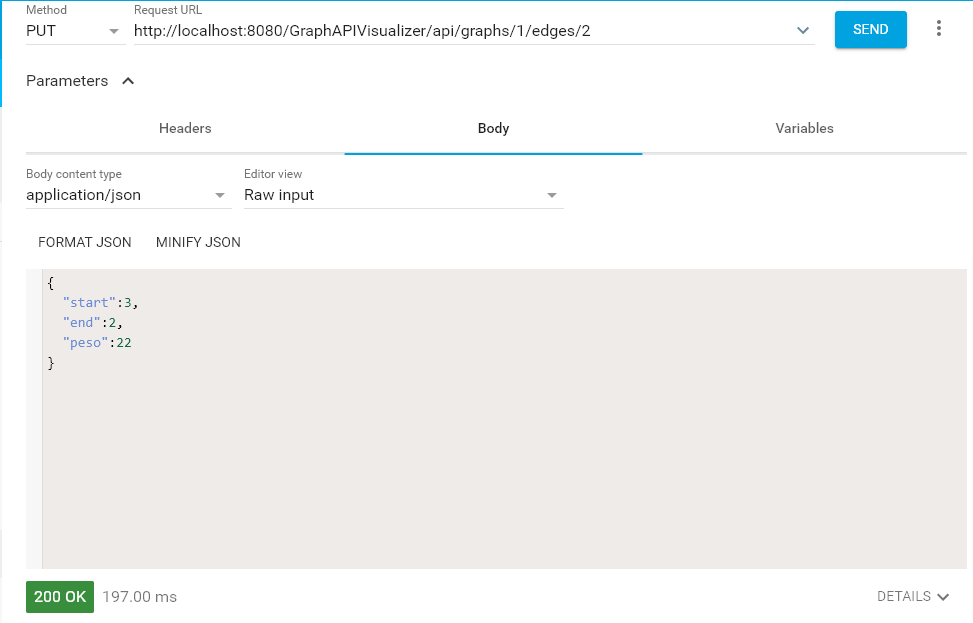 Method Request URL
PUT http://localhost:8080/GraphAPIVisualizer/api/graphs/1/edges/2 SEND
Parameters
Headers Body Variables
Body content type Editor view
application/json Raw input
FORMAT JSON MINIFY JSON
{
"start":3,
"end":2,
"peso":22
}
200 OK 197.00 ms DETAILS